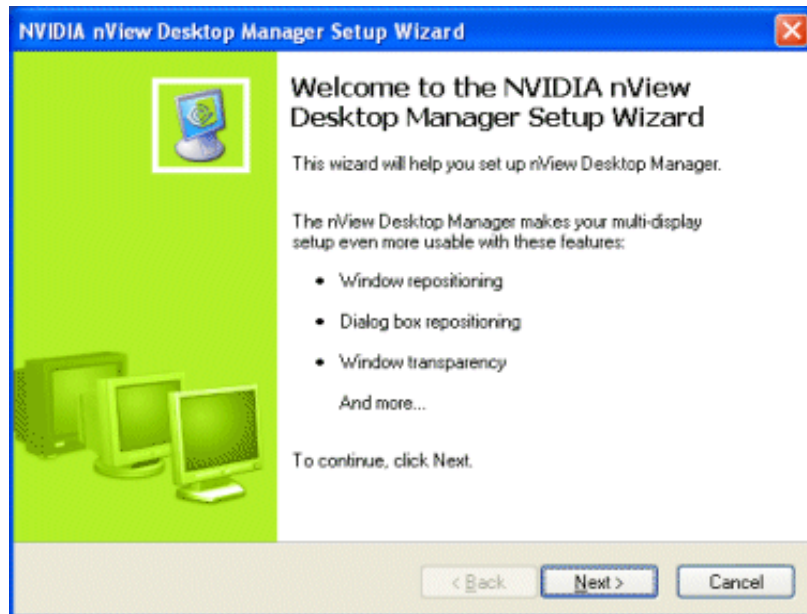 NVIDIA nView Desktop Manager Setup Wizard
Welcome to the NVIDIA nView
Desktop Manager Setup Wizard
This wizard will help you set up nView Desktop Manager.
The nView Desktop Manager makes your multi-display
setup even more usable with these features:
• Window repositioning
• Dialog box repositioning
• Window transparency
And more...
To continue, click Next.
< Back
Next >
Cancel